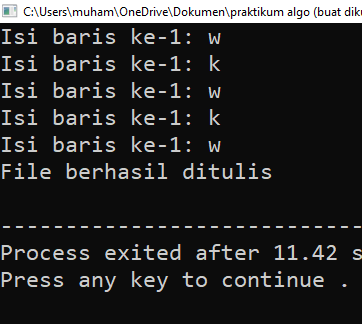 C:\Users\muham\OneDrive\Dokumen\praktikum algo (buat dik
Isi baris ke-1: w
Isi baris ke-1: k
Isi baris ke-1: w
Isi baris ke-1: k
Isi baris ke-1: w
File berhasil ditulis
-----------------------------
Process exited after 11.42 s
Press any key to continue .